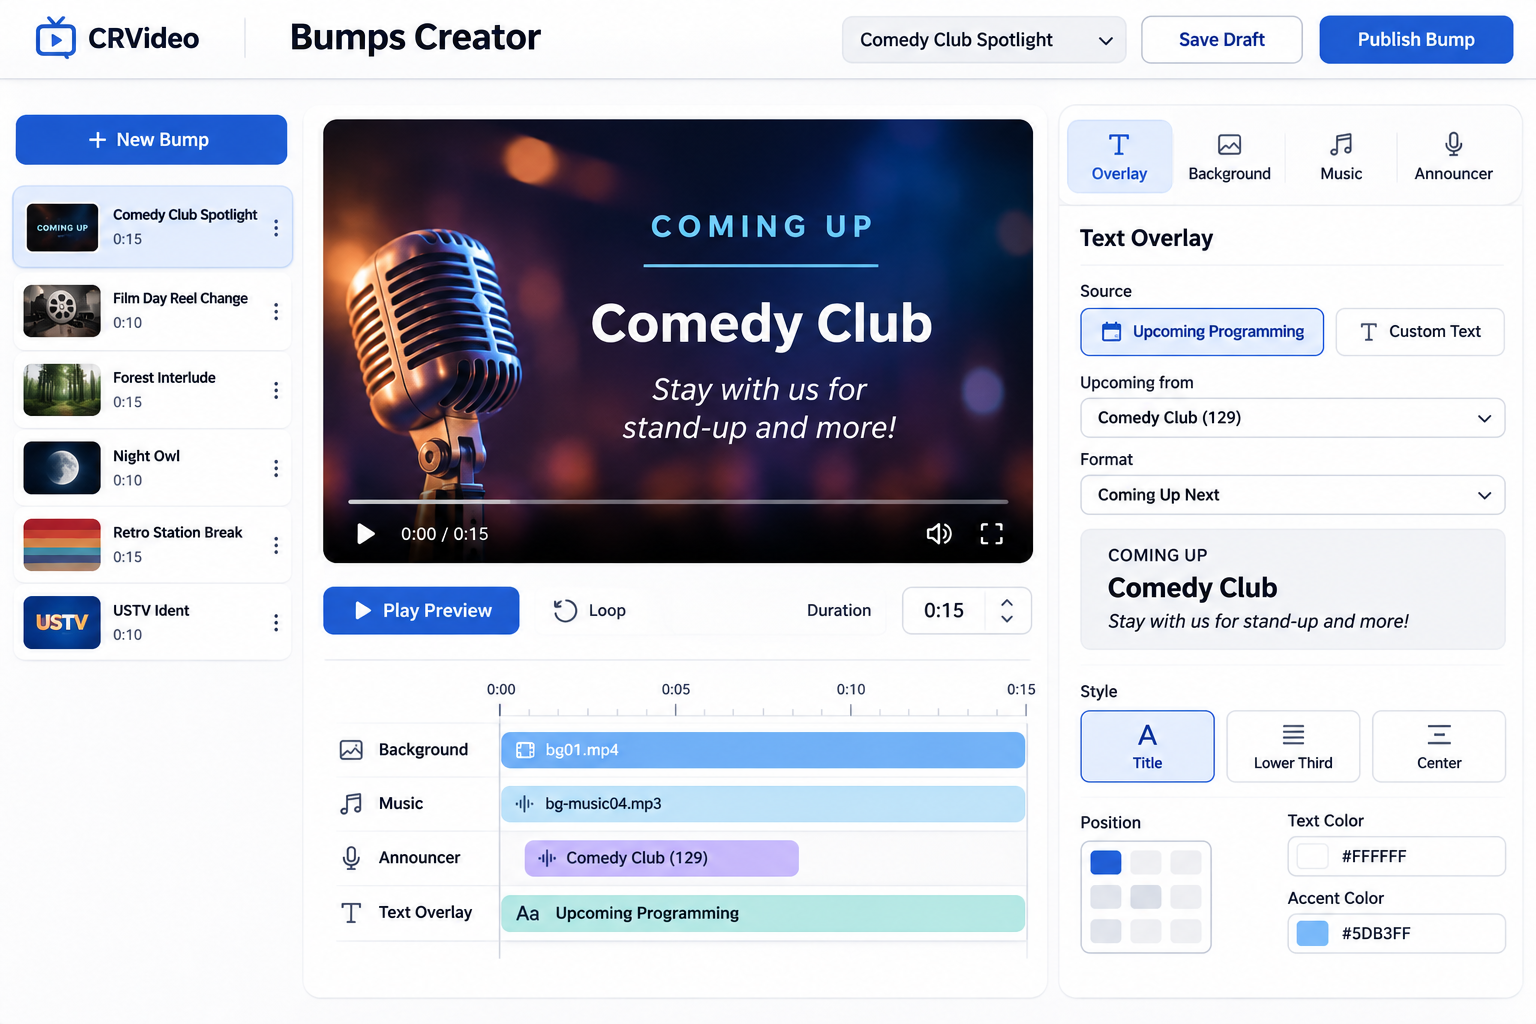 CRVideo
Bumps Creator
Comedy Club Spotlight
Save Draft
Publish Bump
+ New Bump
COMING UP
Comedy Club Spotlight
0:15
Film Day Reel Change
0:10
Forest Interlude
0:15
Night Owl
0:10
Retro Station Break
0:15
USTV
USTV Ident
0:10
COMING UP
Comedy Club
Stay with us for
stand-up and more!
0:00 / 0:15
Play Preview
Loop
Duration
0:15
0:00
0:05
0:10
0:15
Background
bg01.mp4
Music
bg-music04.mp3
Announcer
Comedy Club (129)
Text Overlay
Aa Upcoming Programming
Overlay
Background
Music
Announcer
Text Overlay
Source
Upcoming Programming
Custom Text
Upcoming from
Comedy Club (129)
Format
Coming Up Next
COMING UP
Comedy Club
Stay with us for stand-up and more!
Style
Title
Lower Third
Center
Position
Text Color
#FFFFFF
Accent Color
#5DB3FF